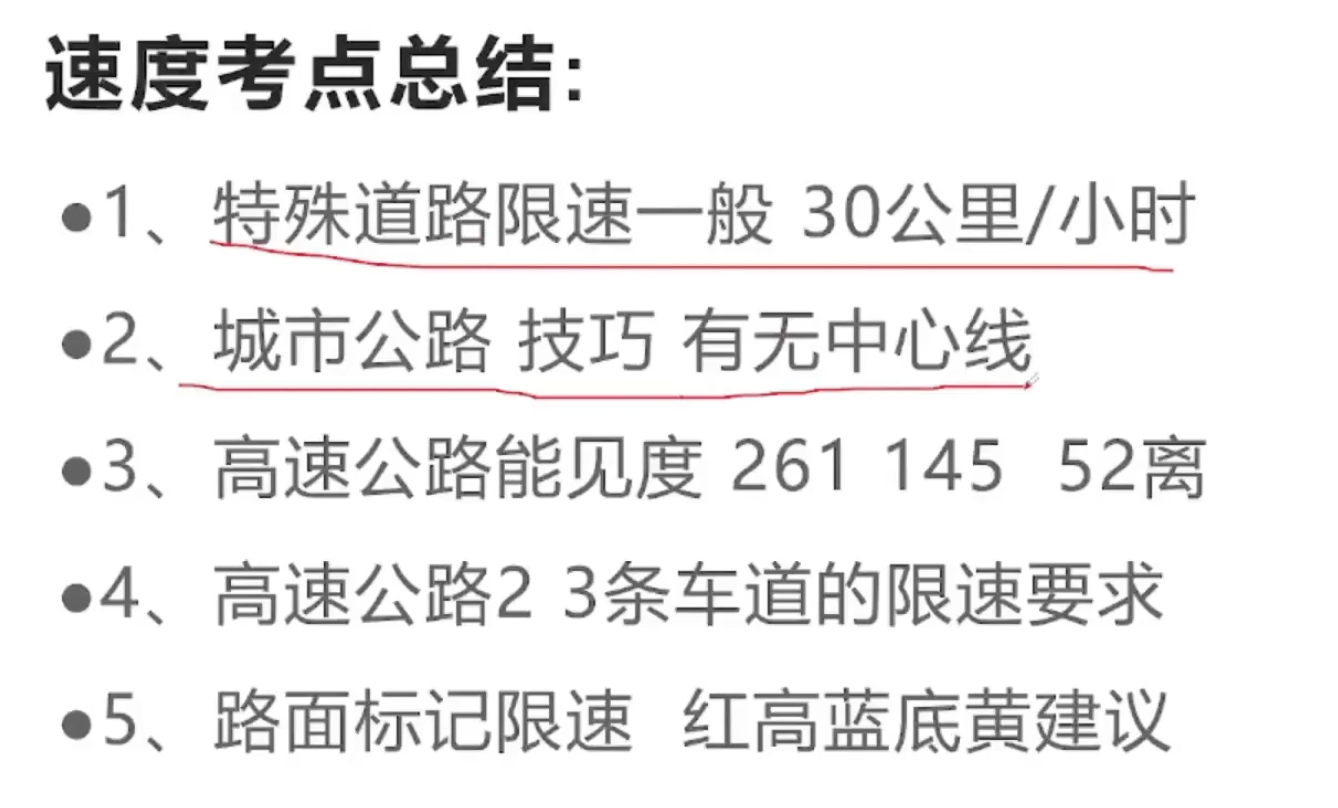 速度考点总结:
●1、特殊道路限速一般 30公里/小时
●2、城市公路 技巧 有无中心线
●3、高速公路能见度 261 145 52离
●4、高速公路2 3条车道的限速要求
●5、路面标记限速 红高蓝底黄建议